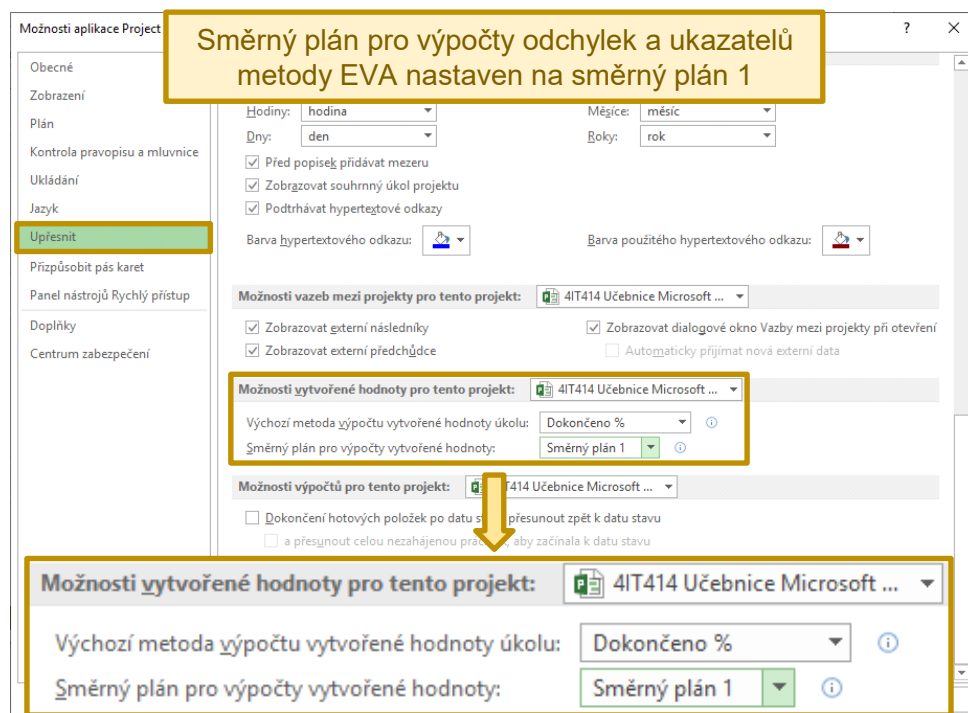 Možnosti aplikace Project
? ×
Směrný plán pro výpočty odchylek a ukazatelů
metody EVA nastaven na směrný plán 1
Obecné
Zobrazení
Plán
Kontrola pravopisu a mluvnice
Ukládání
Jazyk
Upřesnit
Přizpůsobit pás karet
Panel nástrojů Rychlý přístup
Doplňky
Centrum zabezpečení
Hodiny: hodina Měsíce: měsíc
Dny: den Roky: rok
Před popisek přidávat mezeru
Zobrazovat souhrnný úkol projektu
Podtrhávat hypertextové odkazy
Barva hypertextového odkazu: Barva použitého hypertextového odkazu:
Možnosti vazeb mezi projekty pro tento projekt: 4IT414 Učebnice Microsoft ...
Zobrazovat externí následníky Zobrazovat dialogové okno Vazby mezi projekty při otevření
Zobrazovat externí předchůdce Automaticky přijímat nová externí data
Možnosti vytvořené hodnoty pro tento projekt: 4IT414 Učebnice Microsoft ...
Výchozí metoda výpočtu vytvořené hodnoty úkolu: Dokončeno %
Směrný plán pro výpočty vytvořené hodnoty: Směrný plán 1
Možnosti výpočtů pro tento projekt: T414 Učebnice Microsoft ...
Dokončení hotových položek po datu přesunout zpět k datu stavu
a přesunout celou nezahájenou aby začínala k datu stavu
Možnosti vytvořené hodnoty pro tento projekt: 4IT414 Učebnice Microsoft ...
Výchozí metoda výpočtu vytvořené hodnoty úkolu: Dokončeno %
Směrný plán pro výpočty vytvořené hodnoty: Směrný plán 1